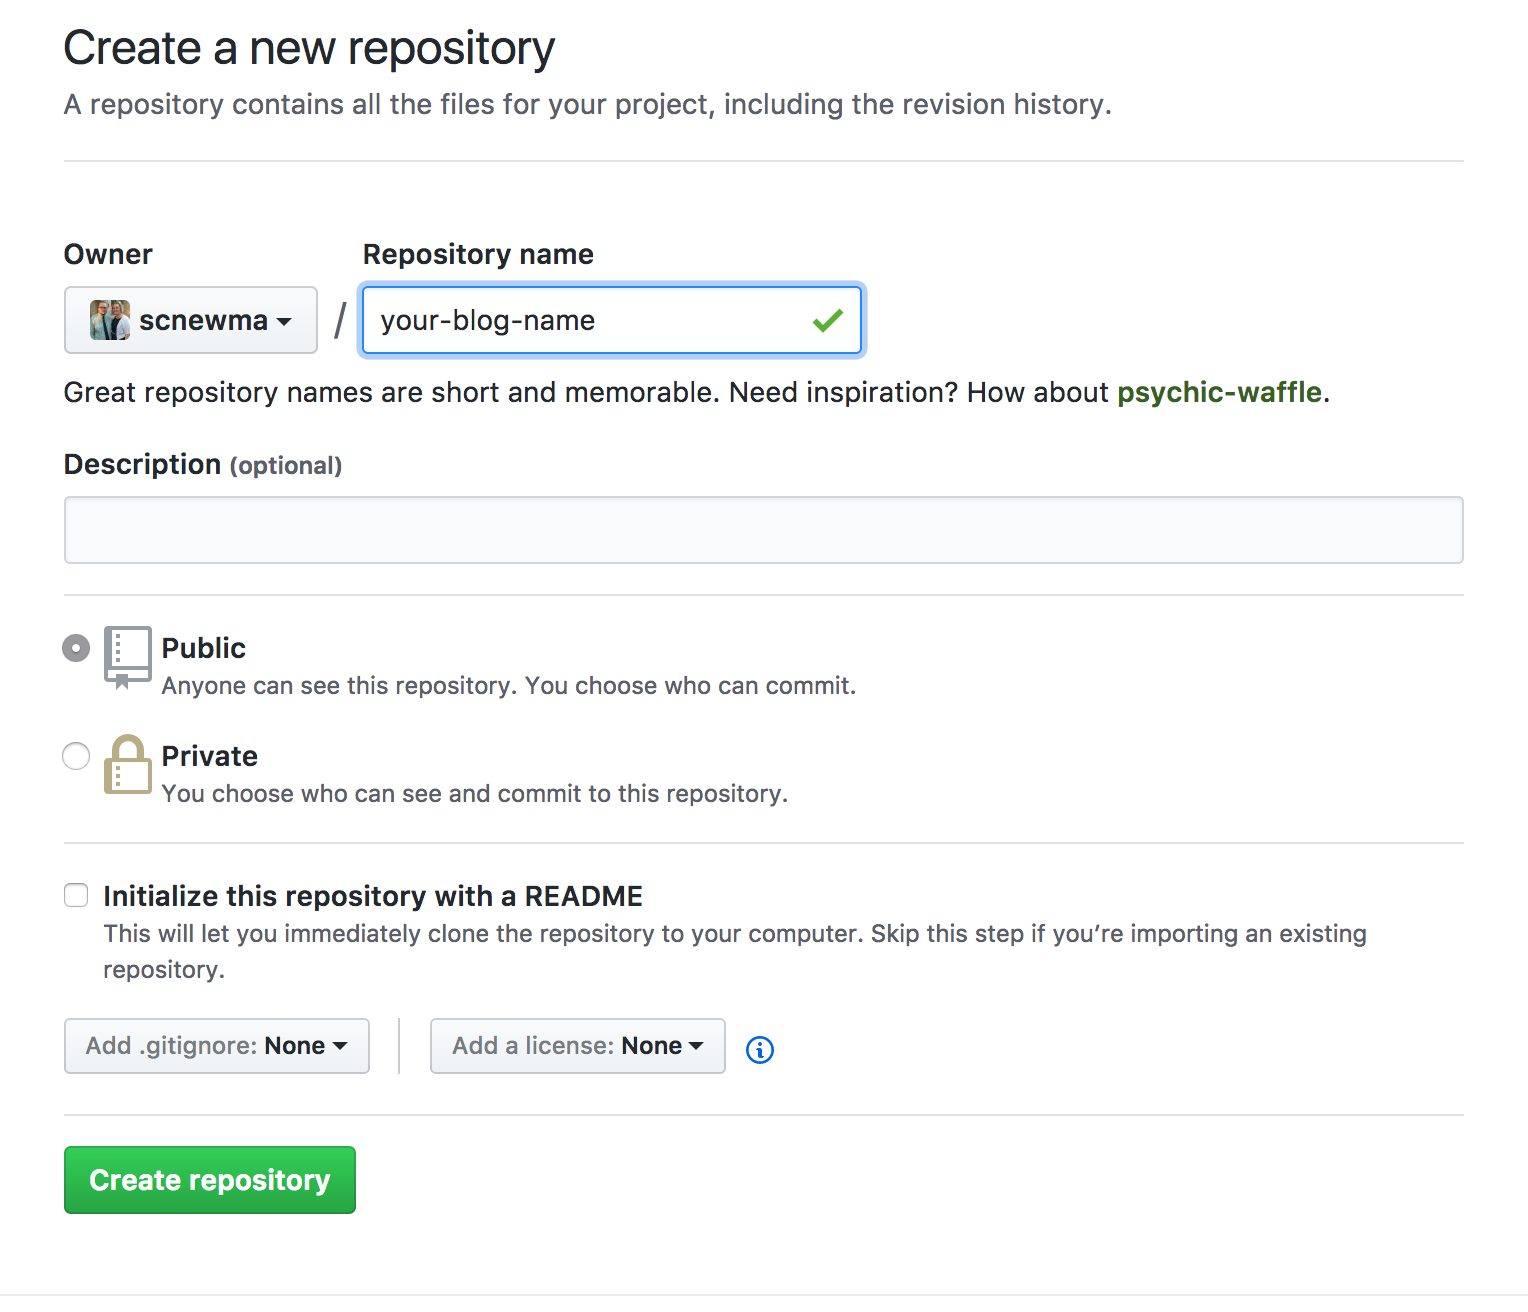 Create a new repository
A repository contains all the files for your project, including the revision history.
Owner
Repository name
scnewma
/
your-blog-name
Great repository names are short and memorable. Need inspiration? How about psychic-waffle.
Description (optional)
Public
Anyone can see this repository. You choose who can commit.
Private
You choose who can see and commit to this repository.
Initialize this repository with a README
This will let you immediately clone the repository to your computer. Skip this step if you’re importing an existing
repository.
Add .gitignore: None
Add a license: None
Create repository